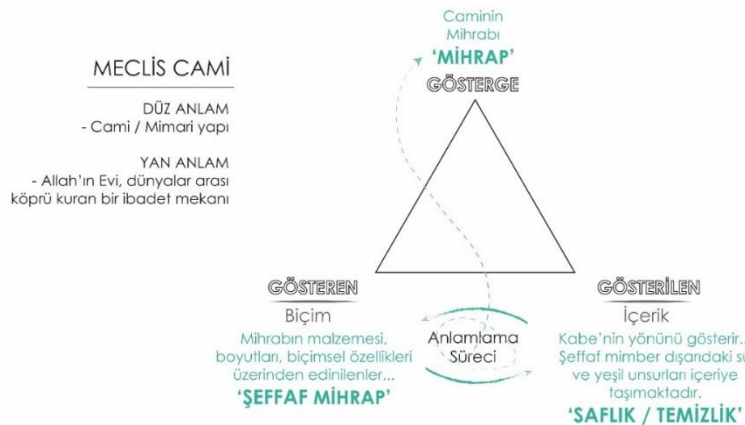 MECLİS CAMİ
DÜZ ANLAM
- Cami / Mimari yapı
YAN ANLAM
- Allah'ın Evi, dünyalar arası
köprü kuran bir ibadet mekanı
Caminin
Mihrabı
'MİHRAP'
GÖSTERGE
GÖSTEREN
Biçim
Mihrabın malzemesi,
boyutları, biçimsel özellikleri
üzerinden edinilenler...
'ŞEFFAF MİHRAP'
Anlamlama
Süreci
GÖSTERİLEN
İçerik
Kabe'nin yönünü gösterir...
Şeffaf mimber dışarıdaki su
ve yeşil unsurları içeriye
taşımaktadır.
'SAFLIK / TEMİZLİK'